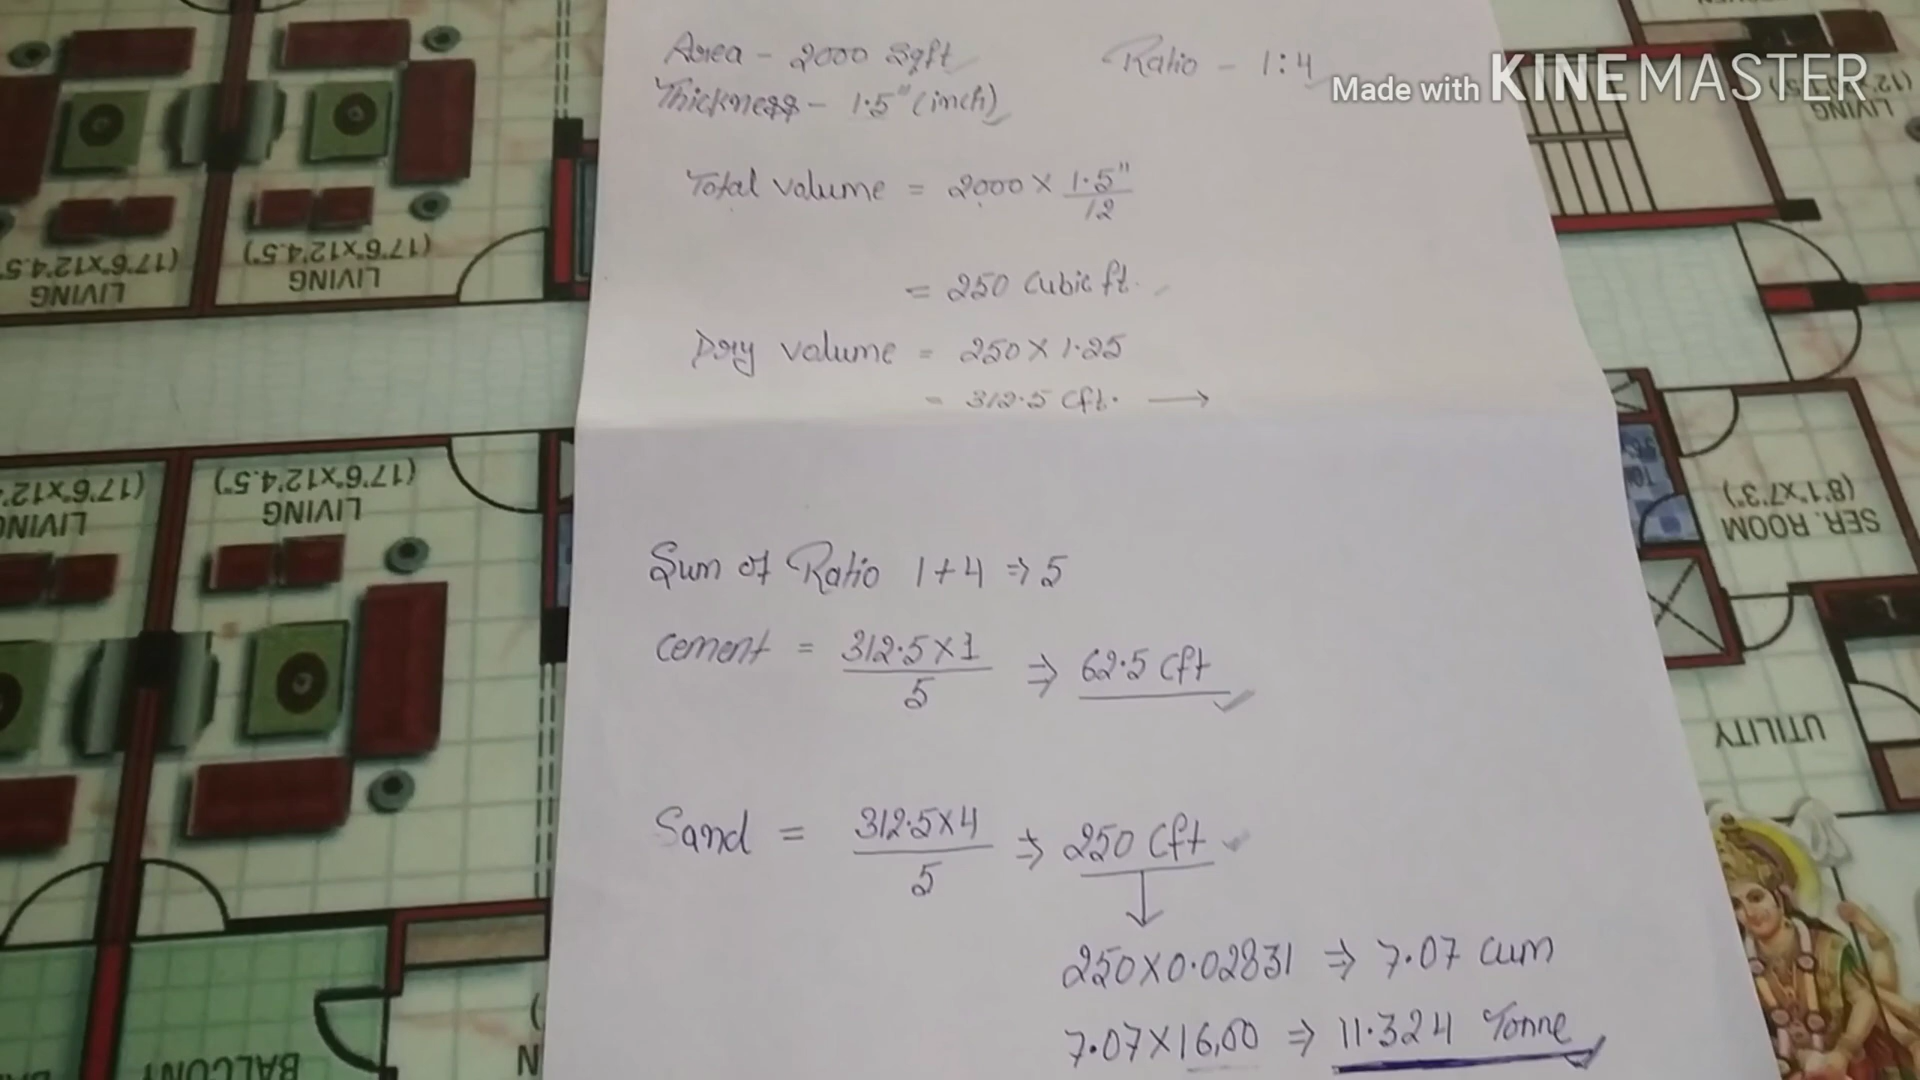 Area - 2000 Sqft
Ratio - 1:4
Thickness - 1.5" (inch)
Made with KINEMASTER
Total volume = 2000 × 1.5"
12
= 250 Cubic ft.
Dry volume = 250 × 1.25
= 312.5 Cft. →
Sum of Ratio 1+4 ⇒ 5
Cement = 312.5×1 ⇒ 62.5 Cft
5
Sand = 312.5×4 ⇒ 250 Cft
5
↓
250×0.02831 ⇒ 7.07 cum
7.07×16,00 ⇒ 11.324 Tonne
LIVING
(17'6"X12'4.5")
LIVING
(17'6"X12'4.5")
LIVING
(17'6"X12'4.5")
LIVING
(17'6"X12'
SER. ROOM
(8'1"X7'3")
UTILITY
BALCONY
LIVING